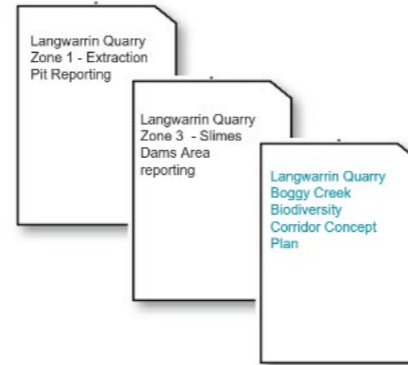 Langwarrin Quarry
Zone 1 - Extraction
Pit Reporting
Langwarrin Quarry
Zone 3 - Slimes
Dams Area
reporting
Langwarrin Quarry
Boggy Creek
Biodiversity
Corridor Concept
Plan